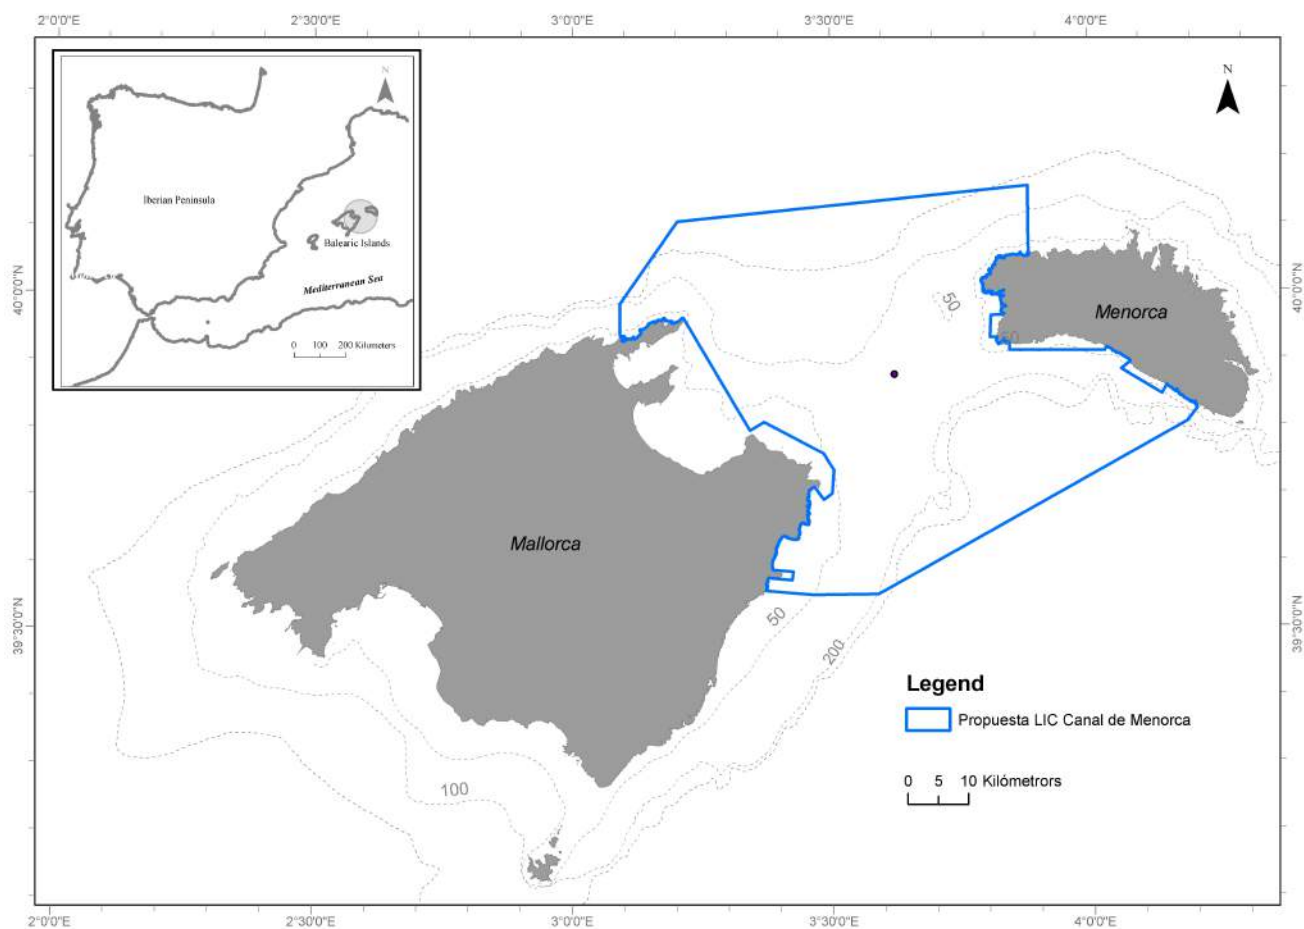 2°0'0"E 2°30'0"E 3°0'0"E 3°30'0"E 4°0'0"E
N
N
Iberian Peninsula
Balearic Islands
Mediterranean Sea
0 100 200 Kilometers
40°0'0"N
40°0'0"N
50
Menorca
50
Mallorca
39°30'0"N
39°30'0"N
50
200
100
Legend
Propuesta LIC Canal de Menorca
0 5 10 Kilómetrors
2°0'0"E 2°30'0"E 3°0'0"E 3°30'0"E 4°0'0"E